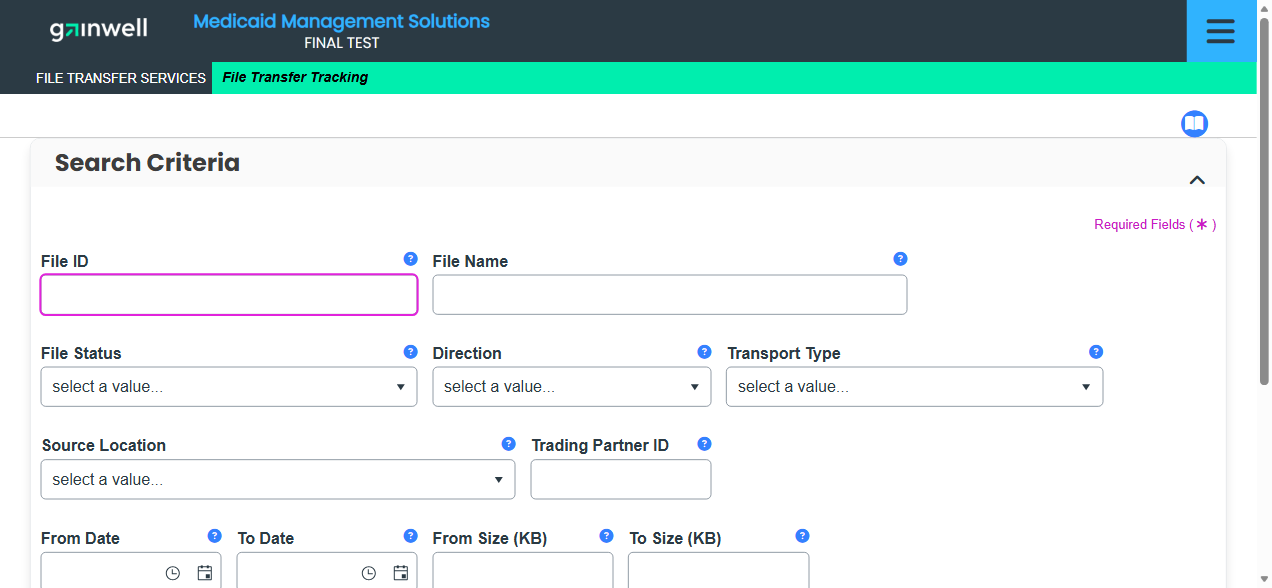 gainwell
Medicaid Management Solutions
FINAL TEST
FILE TRANSFER SERVICES
File Transfer Tracking
Search Criteria
Required Fields ( * )
File ID ?
File Name ?
File Status ?
Direction ?
Transport Type ?
select a value...
select a value...
select a value...
Source Location ?
Trading Partner ID ?
select a value...
From Date ?
To Date ?
From Size (KB) ?
To Size (KB) ?